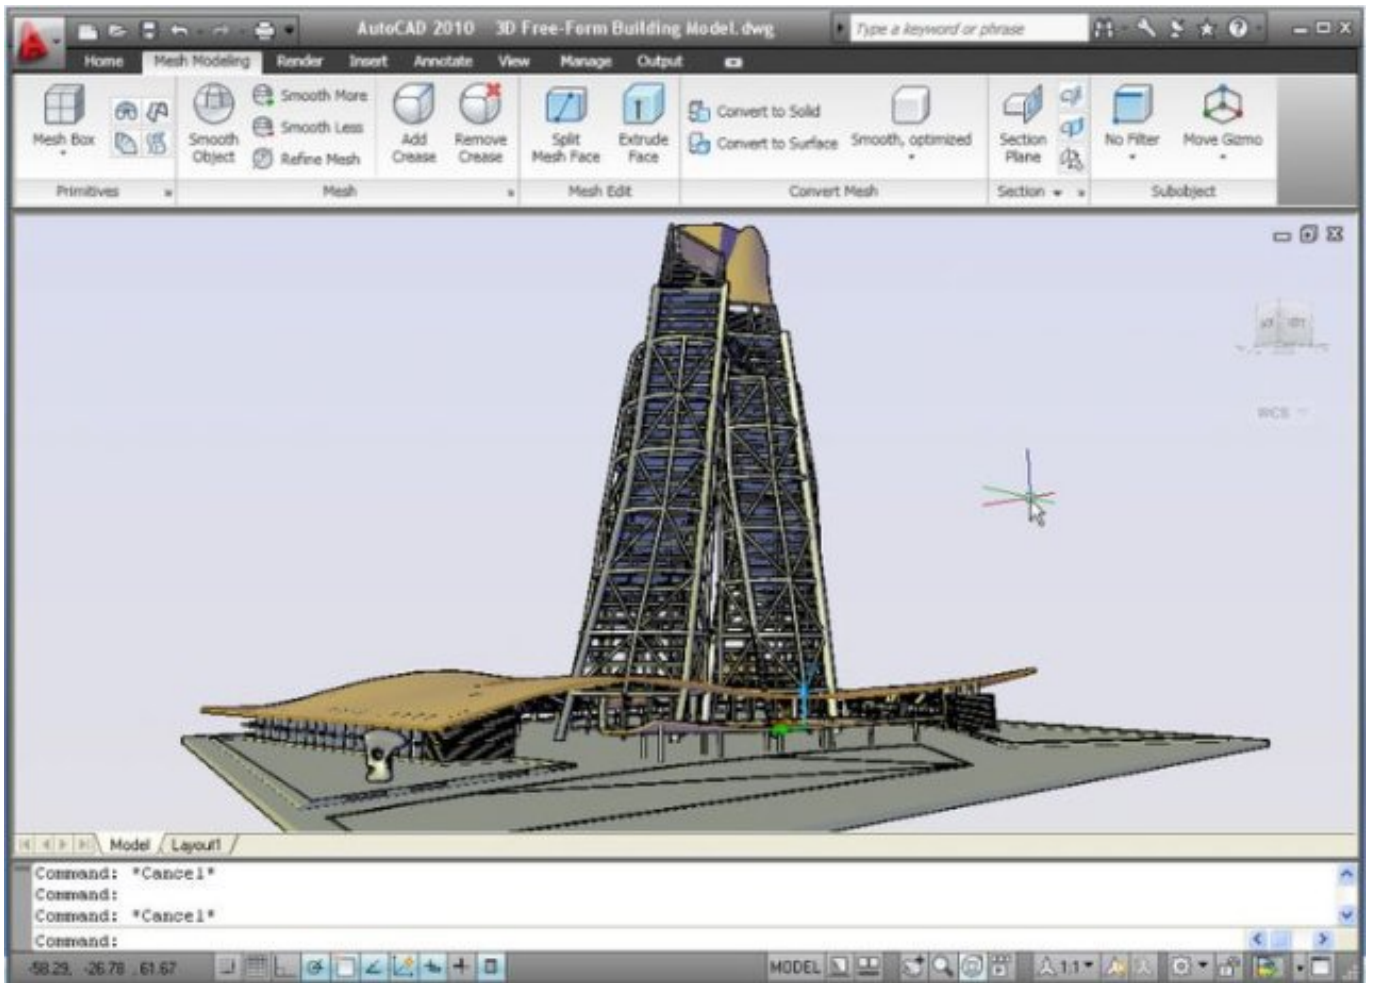 AutoCAD 2010 3D Free-Form Building Model.dwg
Type a keyword or phrase
Home Mesh Modeling Render Insert Annotate View Manage Output
Mesh Box
Smooth Object
Smooth More
Smooth Less
Refine Mesh
Add Crease
Remove Crease
Split Mesh Face
Extrude Face
Convert to Solid
Convert to Surface
Smooth, optimized
Section Plane
No Filter
Move Gizmo
Primitives Mesh Mesh Edit Convert Mesh Section Subobject
WCS
Model Layout1
Command: *Cancel*
Command:
Command: *Cancel*
Command:
-58.29, -26.78 , 61.67 MODEL 1:1